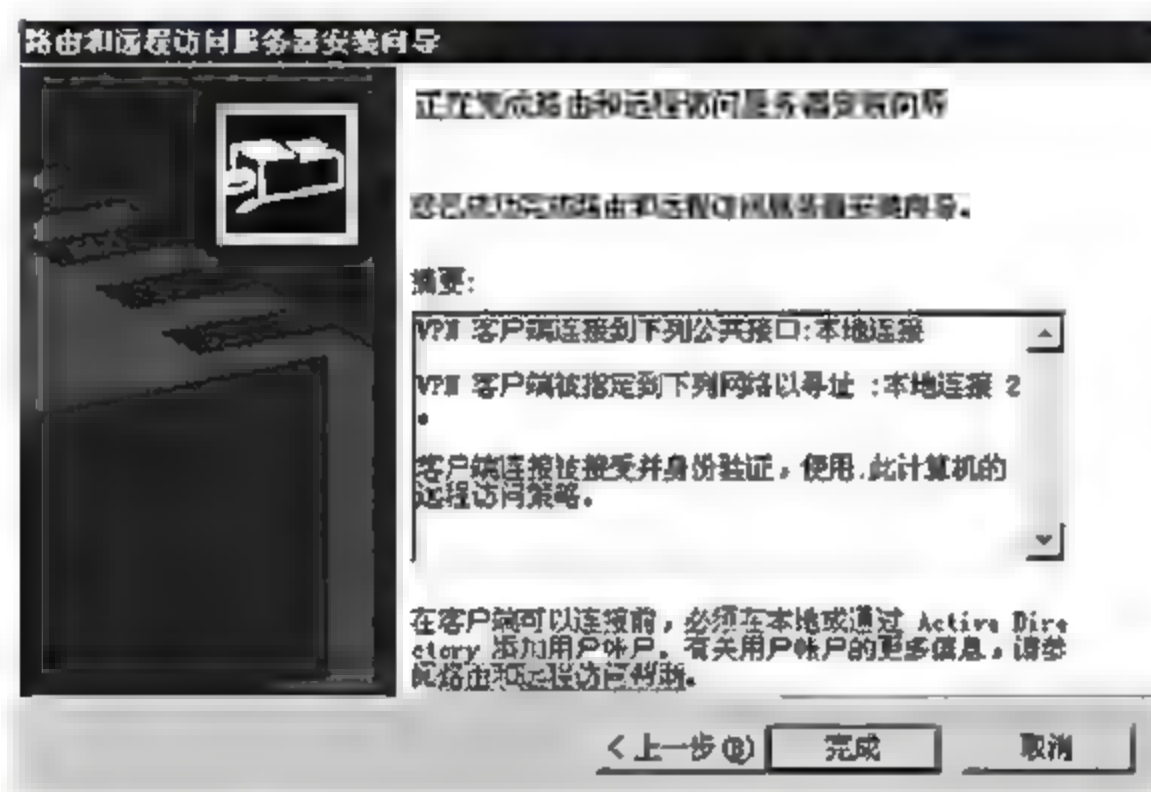 路由和远程访问服务器安装向导
正在完成路由和远程访问服务器安装向导
您已成功完成路由和远程访问服务器安装向导。
摘要:
VPN 客户端连接到下列公共接口:本地连接
VPN 客户端被指定到下列网络以寻址 :本地连接 2
。
客户端连接被接受并身份验证，使用.此计算机的
远程访问策略。
在客户端可以连接前，必须在本地或通过 Active Dire
ctory 添加用户帐户。有关用户帐户的更多信息，请参
阅路由和远程访问帮助。
< 上一步(B) 完成 取消